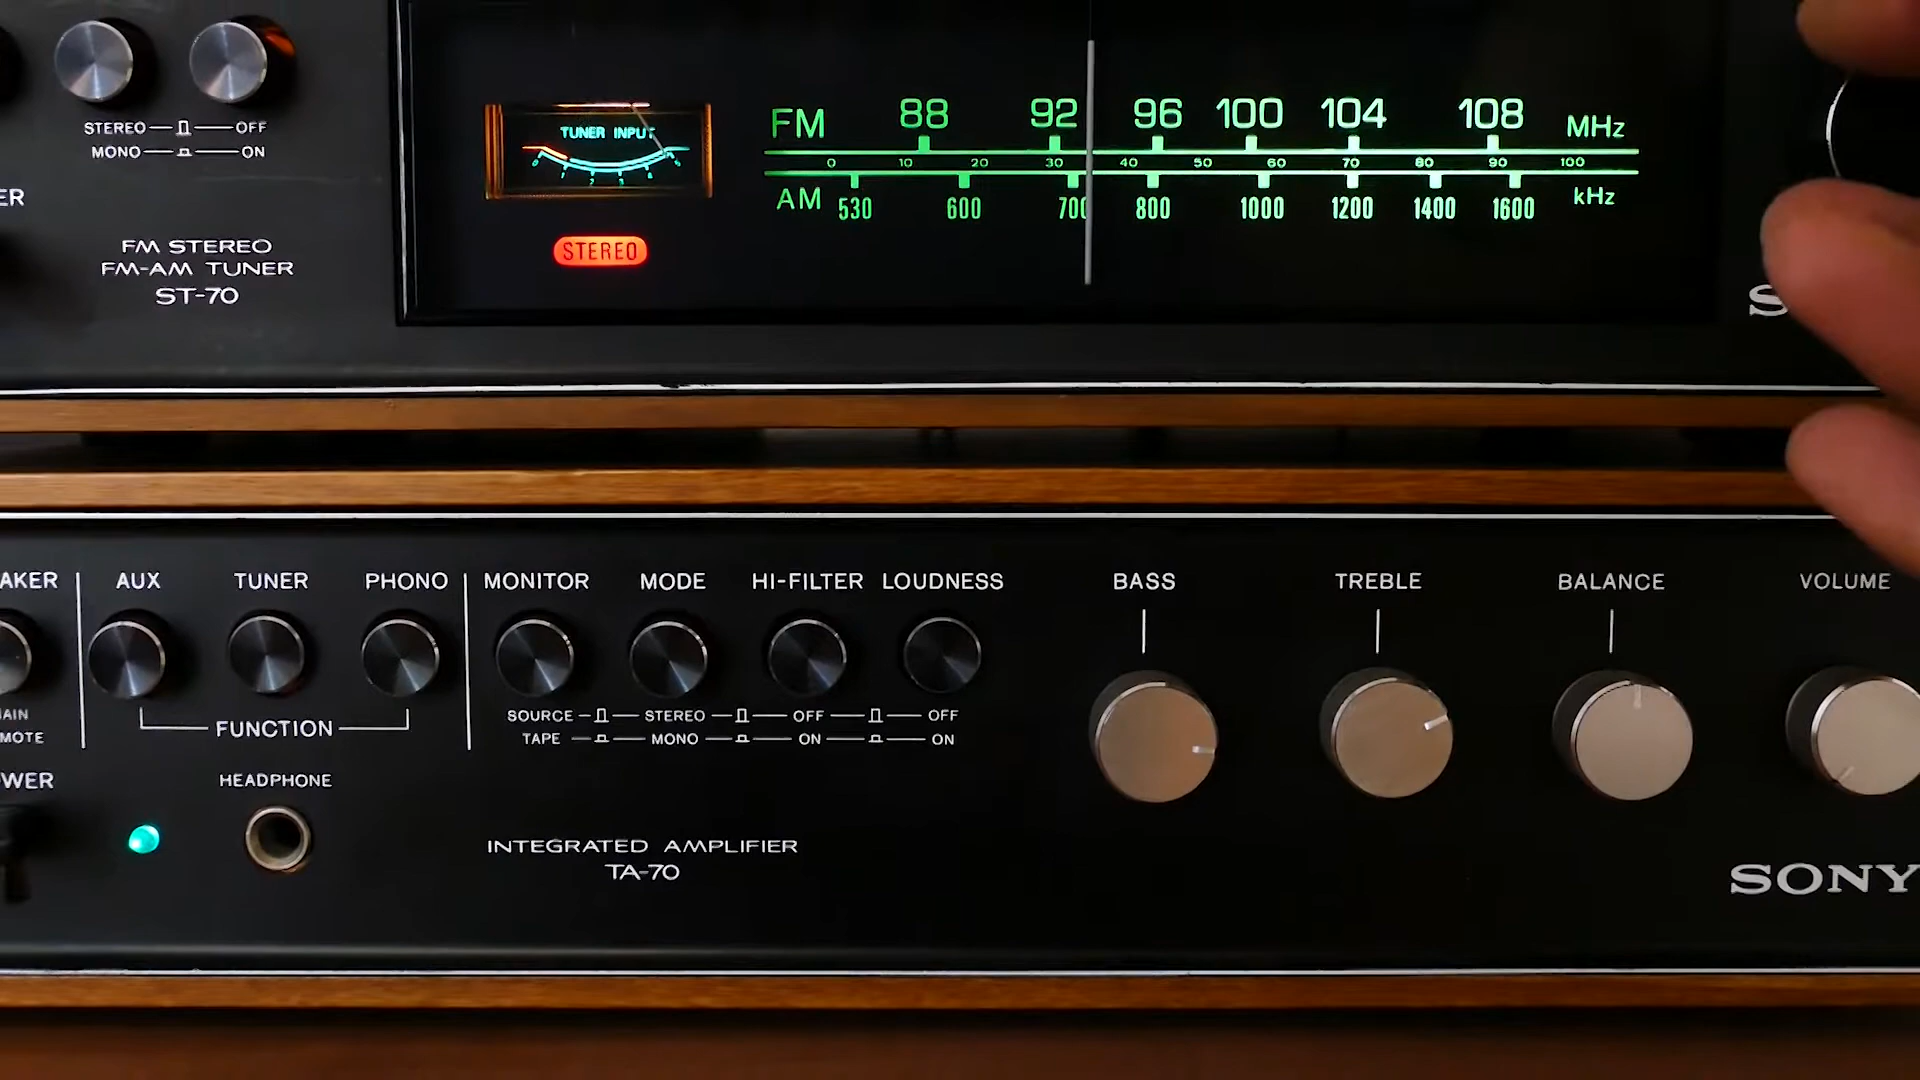 STEREO OFF
MONO ON
ER
FM STEREO
FM-AM TUNER
ST-70
TUNER INPUT
STEREO
FM 88 92 96 100 104 108 MHz
0 10 20 30 40 50 60 70 80 90 100
AM 530 600 700 800 1000 1200 1400 1600 kHz
S
AKER AUX TUNER PHONO MONITOR MODE HI-FILTER LOUDNESS BASS TREBLE BALANCE VOLUME
AIN
MOTE
FUNCTION
SOURCE STEREO OFF OFF
TAPE MONO ON ON
OWER
HEADPHONE
INTEGRATED AMPLIFIER
TA-70
SONY